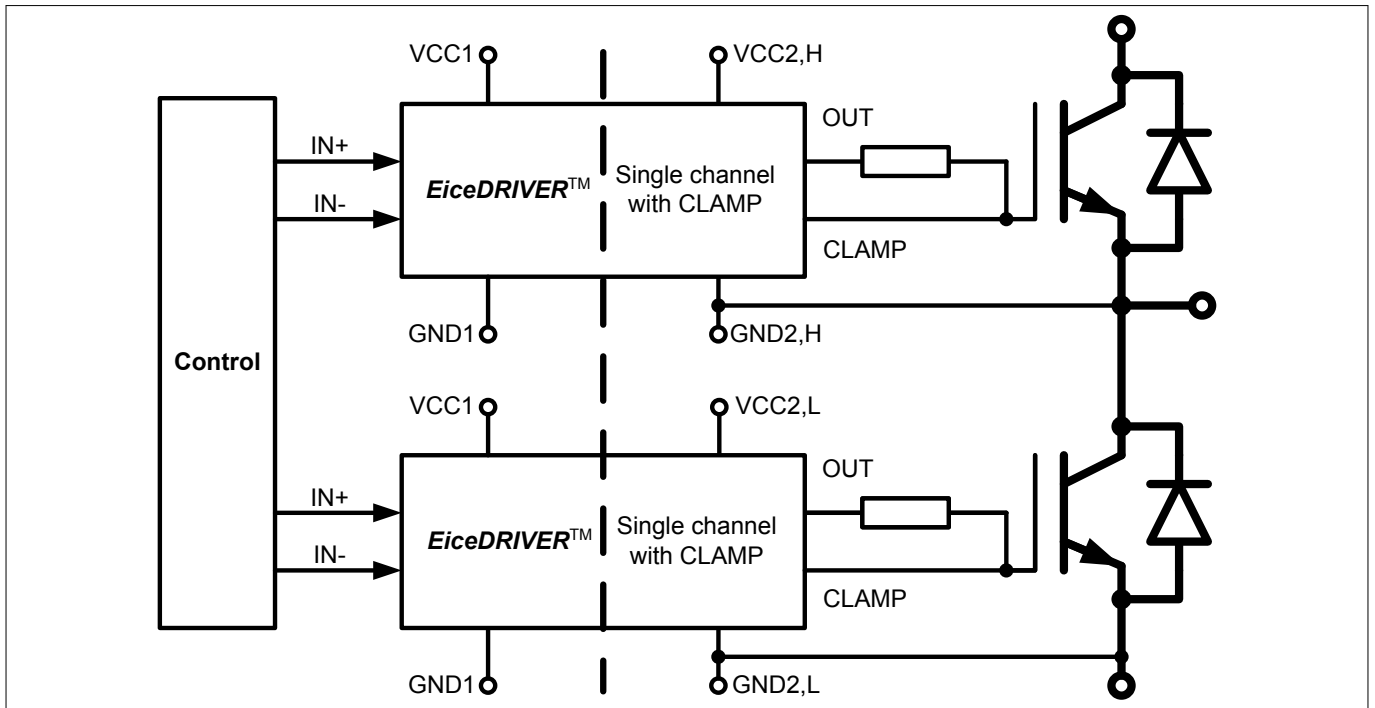 VCC1
VCC2,H
OUT
IN+
IN-
EiceDRIVER™
Single channel
with CLAMP
CLAMP
GND1
GND2,H
Control
VCC1
VCC2,L
OUT
IN+
IN-
EiceDRIVER™
Single channel
with CLAMP
CLAMP
GND1
GND2,L